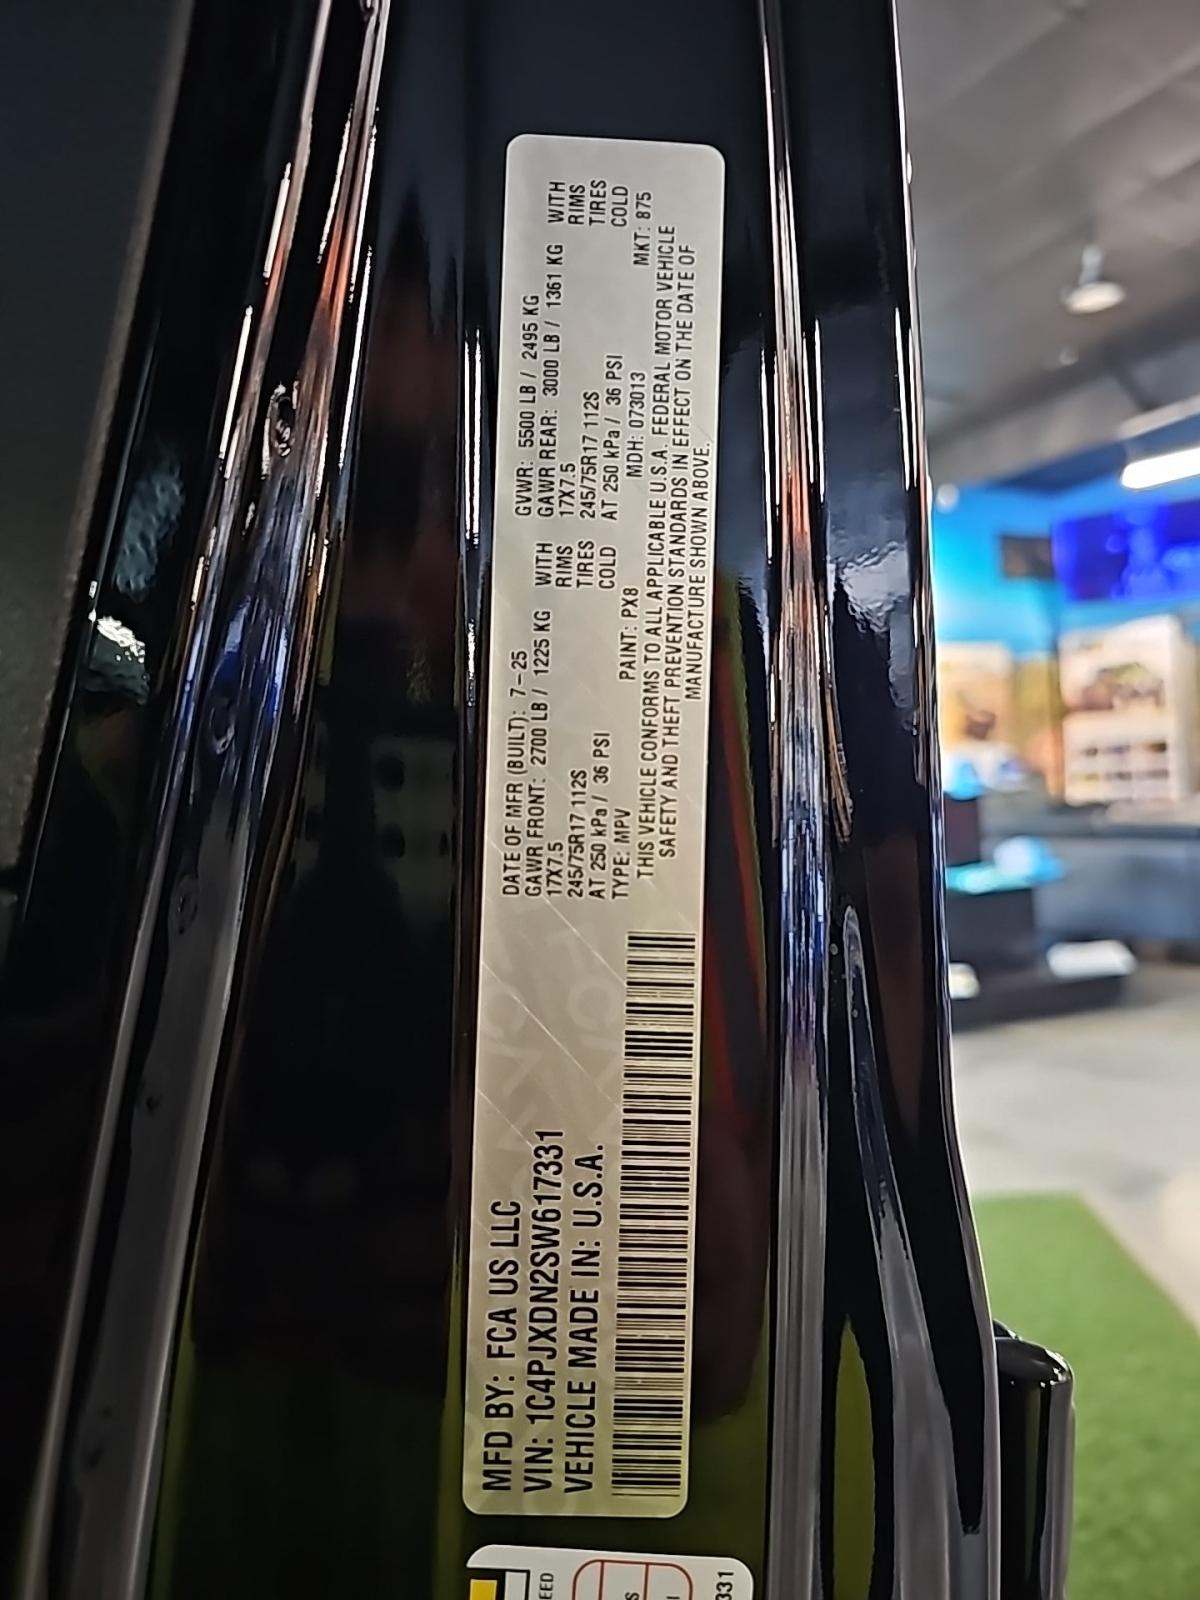 DATE OF MFR (BUILT): 7-25 GVWR: 5500 LB / 2495 KG
GAWR FRONT: 2700 LB / 1225 KG WITH GAWR REAR: 3000 LB / 1361 KG WITH
17X7.5 RIMS 17X7.5 RIMS
245/75R17 112S TIRES 245/75R17 112S TIRES
AT 250 kPa / 36 PSI COLD AT 250 kPa / 36 PSI COLD
TYPE: MPV PAINT: PX8 MDH: 073013 MKT: 875
THIS VEHICLE CONFORMS TO ALL APPLICABLE U.S.A. FEDERAL MOTOR VEHICLE
SAFETY AND THEFT PREVENTION STANDARDS IN EFFECT ON THE DATE OF
MANUFACTURE SHOWN ABOVE.
MFD BY: FCA US LLC
VIN: 1C4PJXDN2SW617331
VEHICLE MADE IN: U.S.A.
EED
S
I
331